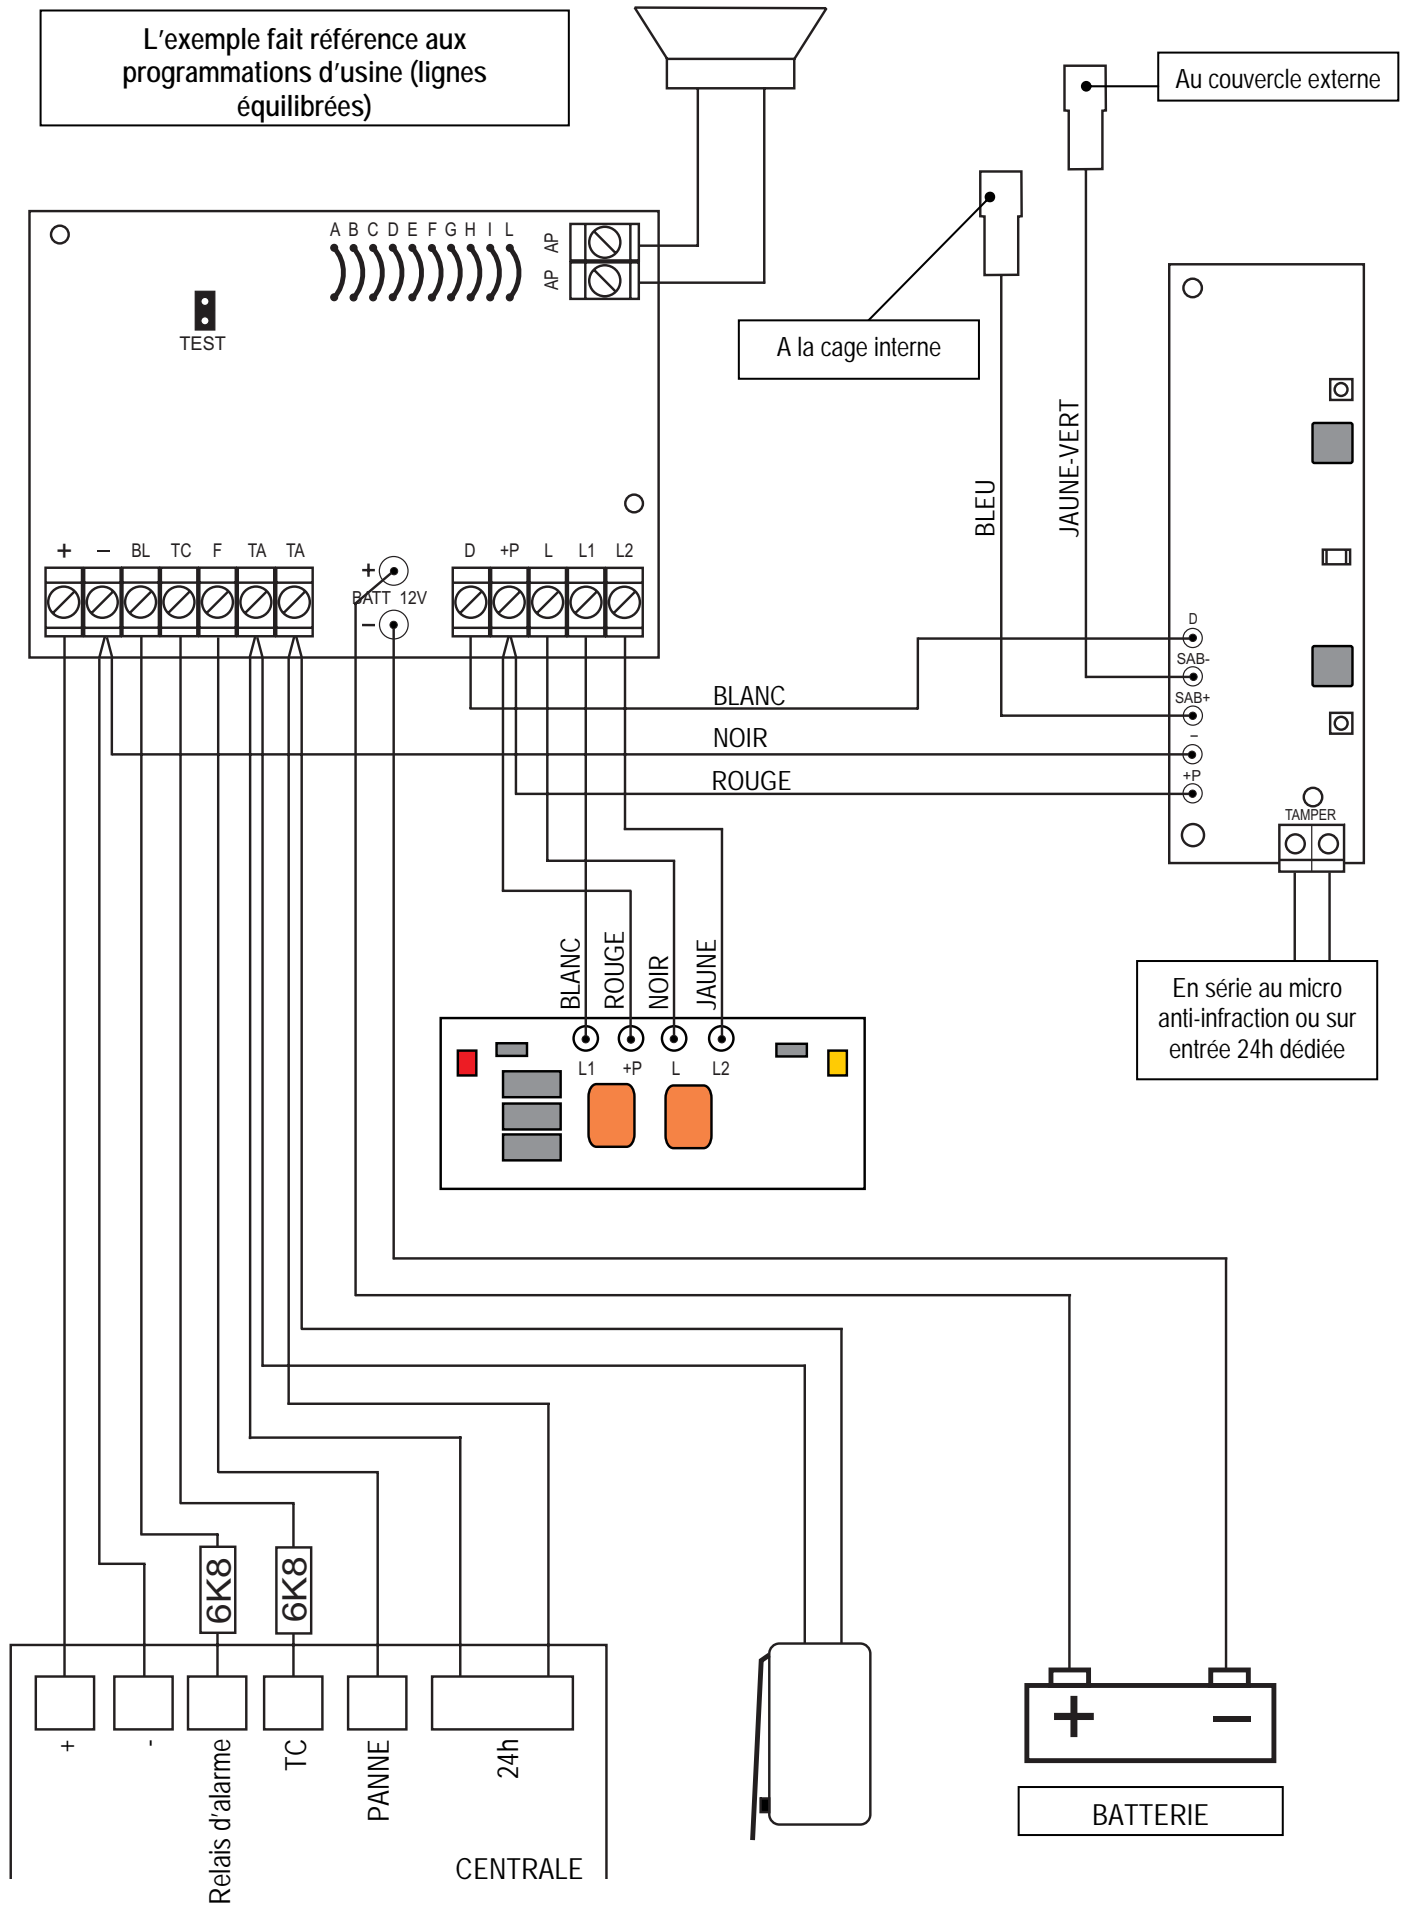 L'exemple fait référence aux
programmations d'usine (lignes
équilibrées)
Au couvercle externe
A la cage interne
A B C D E F G H I L
AP
AP
TEST
BLEU
JAUNE-VERT
+ – BL TC F TA TA
+
BATT 12V
–
D +P L L1 L2
D
SAB-
SAB+
–
+P
TAMPER
BLANC
NOIR
ROUGE
En série au micro
anti-infraction ou sur
entrée 24h dédiée
BLANC
ROUGE
NOIR
JAUNE
L1 +P L L2
6K8
6K8
+
-
Relais d'alarme
TC
PANNE
24h
CENTRALE
+ –
BATTERIE